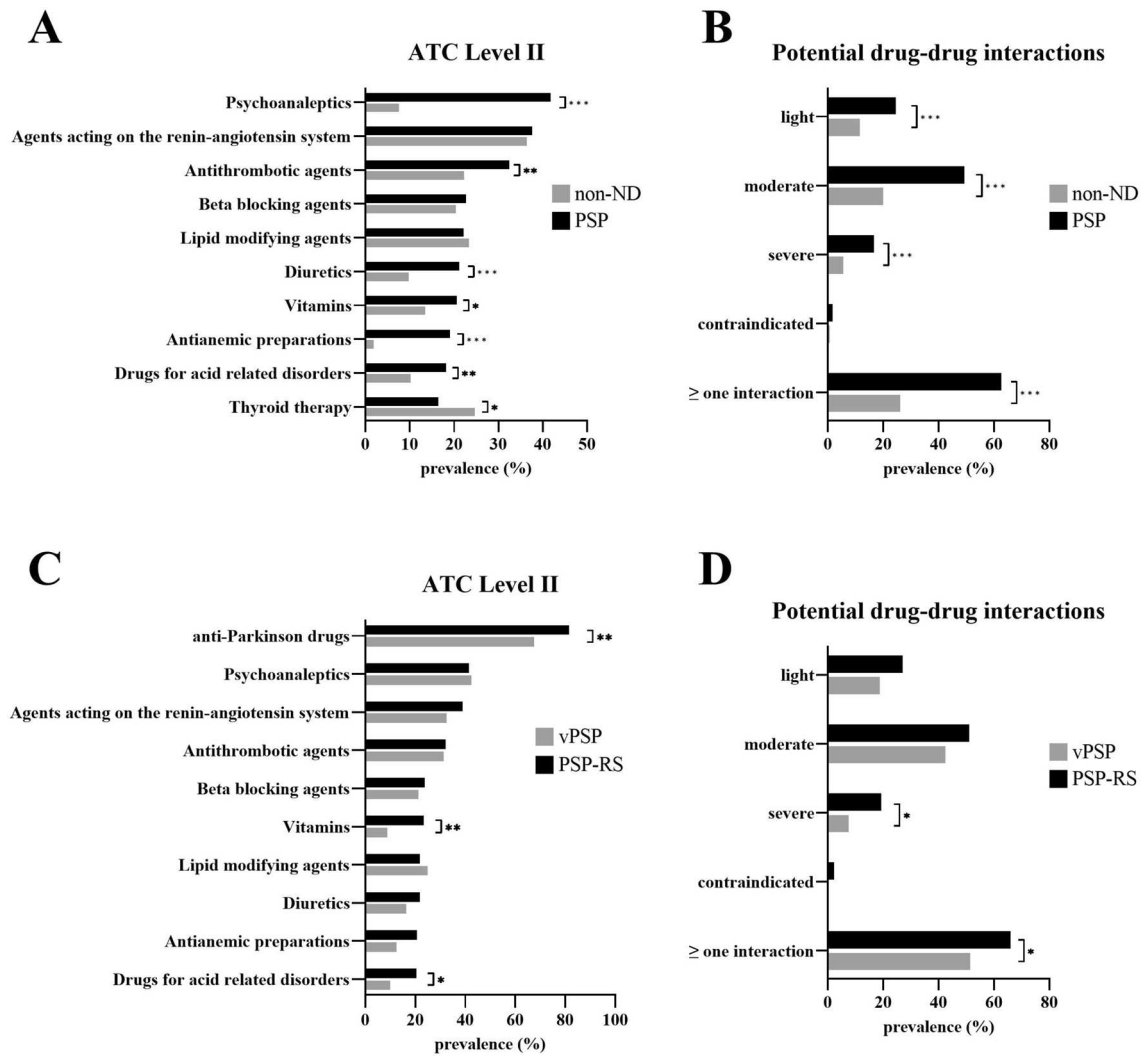 A
ATC Level II
Psychoanaleptics
***
Agents acting on the renin-angiotensin system
Antithrombotic agents
**
Beta blocking agents
Lipid modifying agents
Diuretics
***
Vitamins
*
Antianemic preparations
***
Drugs for acid related disorders
**
Thyroid therapy
*
non-ND
PSP
0 10 20 30 40 50
prevalence (%)
B
Potential drug-drug interactions
light
***
moderate
***
severe
***
contraindicated
≥ one interaction
***
non-ND
PSP
0 20 40 60 80
prevalence (%)
C
ATC Level II
anti-Parkinson drugs
**
Psychoanaleptics
Agents acting on the renin-angiotensin system
Antithrombotic agents
Beta blocking agents
Vitamins
**
Lipid modifying agents
Diuretics
Antianemic preparations
Drugs for acid related disorders
*
vPSP
PSP-RS
0 20 40 60 80 100
prevalence (%)
D
Potential drug-drug interactions
light
moderate
severe
*
contraindicated
≥ one interaction
*
vPSP
PSP-RS
0 20 40 60 80
prevalence (%)